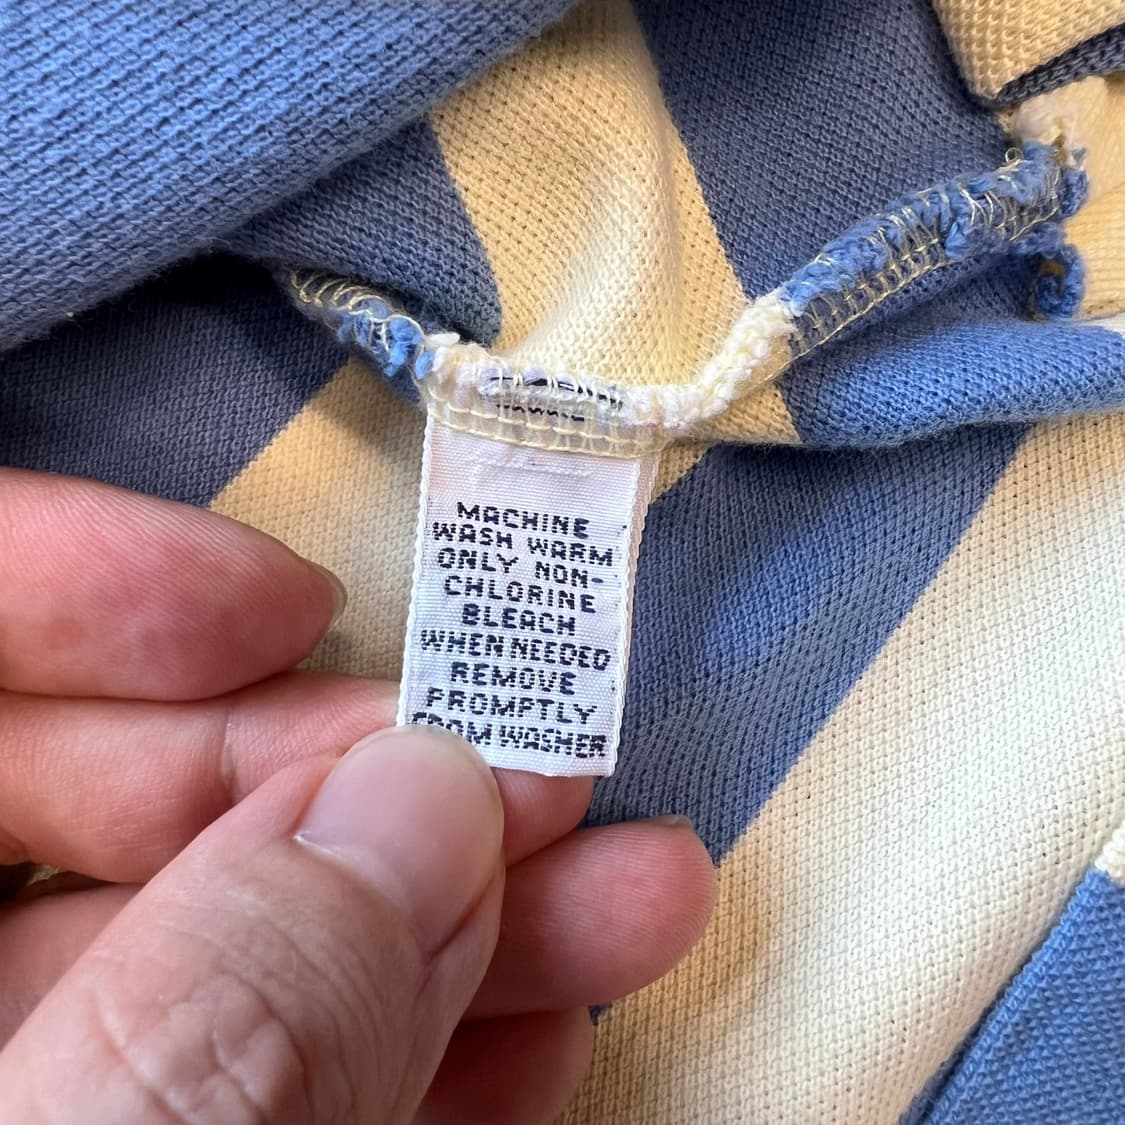 MACHINE
WASH WARM
ONLY NON-
CHLORINE
BLEACH
WHEN NEEDED
REMOVE
PROMPTLY
FROM WASHER